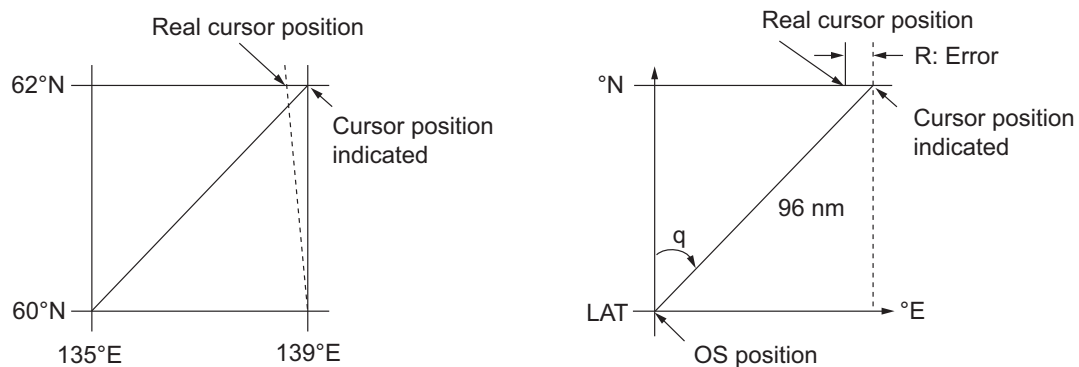 Real cursor position
62°N
Cursor position
indicated
60°N
135°E
139°E
Real cursor position
R: Error
°N
Cursor position
indicated
96 nm
q
LAT
°E
OS position